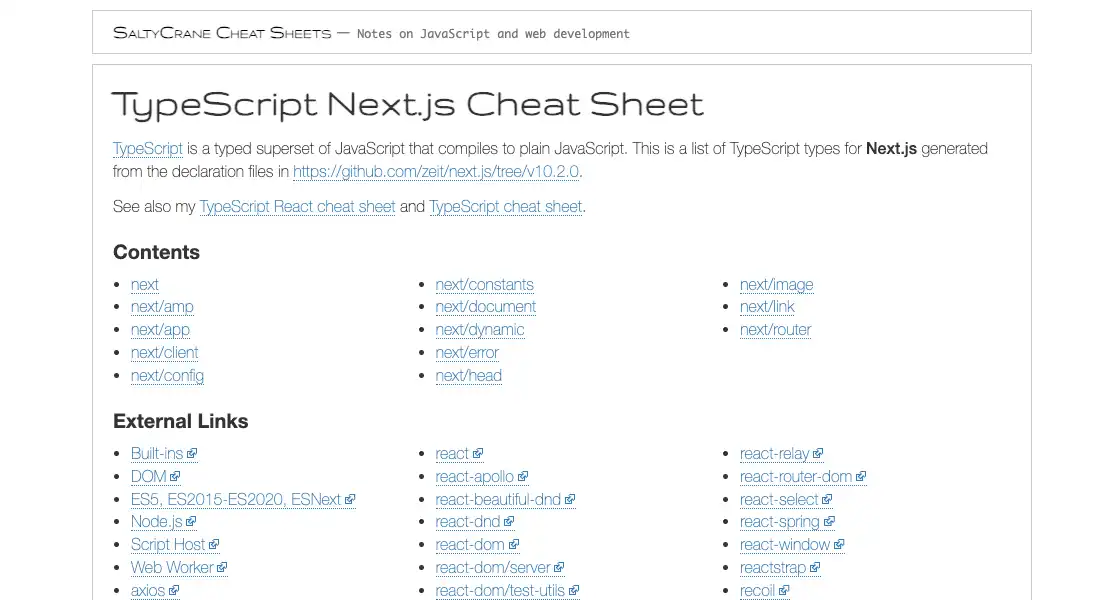 SaltyCrane Cheat Sheets — Notes on JavaScript and web development
TypeScript Next.js Cheat Sheet
TypeScript is a typed superset of JavaScript that compiles to plain JavaScript. This is a list of TypeScript types for Next.js generated
from the declaration files in https://github.com/zeit/next.js/tree/v10.2.0.
See also my TypeScript React cheat sheet and TypeScript cheat sheet.
Contents
next
next/amp
next/app
next/client
next/config
next/constants
next/document
next/dynamic
next/error
next/head
next/image
next/link
next/router
External Links
Built-ins
DOM
ES5, ES2015-ES2020, ESNext
Node.js
Script Host
Web Worker
axios
react
react-apollo
react-beautiful-dnd
react-dnd
react-dom
react-dom/server
react-dom/test-utils
react-relay
react-router-dom
react-select
react-spring
react-window
reactstrap
recoil